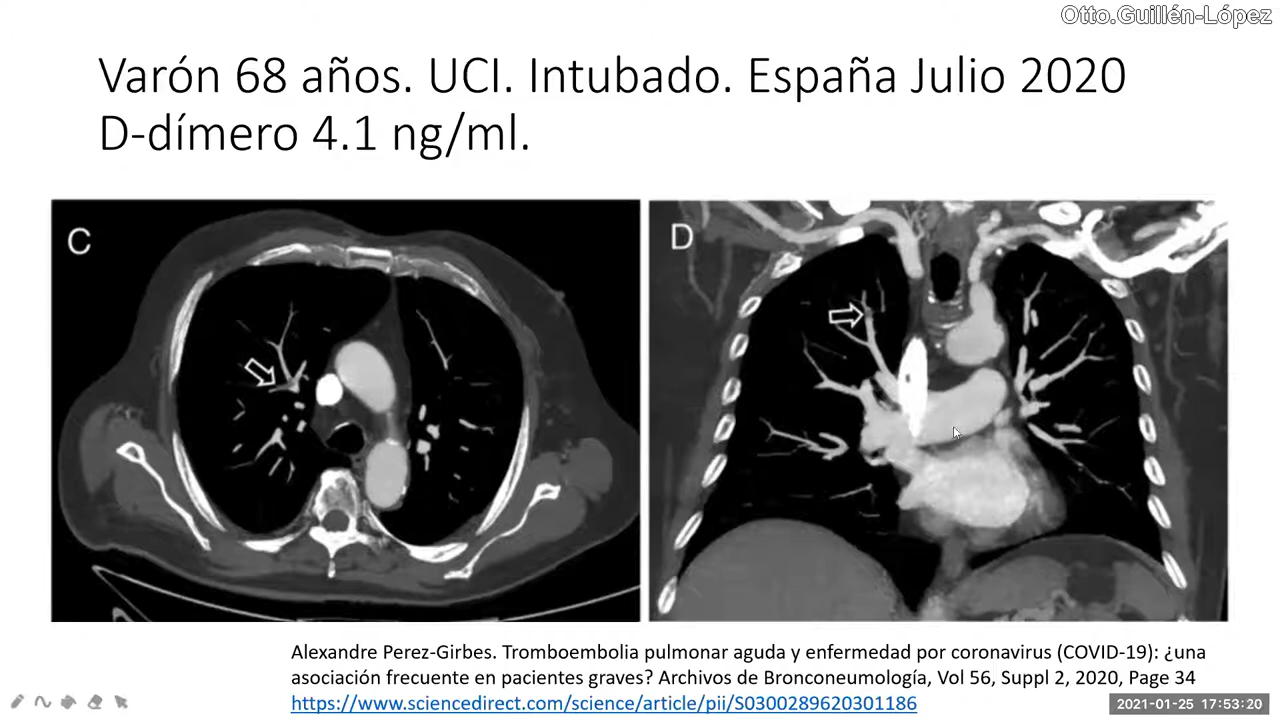 Otto.Guillén-López
Varón 68 años. UCI. Intubado. España Julio 2020
D-dímero 4.1 ng/ml.
C
D
Alexandre Perez-Girbes. Tromboembolia pulmonar aguda y enfermedad por coronavirus (COVID-19): ¿una
asociación frecuente en pacientes graves? Archivos de Bronconeumología, Vol 56, Suppl 2, 2020, Page 34
https://www.sciencedirect.com/science/article/pii/S0300289620301186
2021-01-25 17:53:20